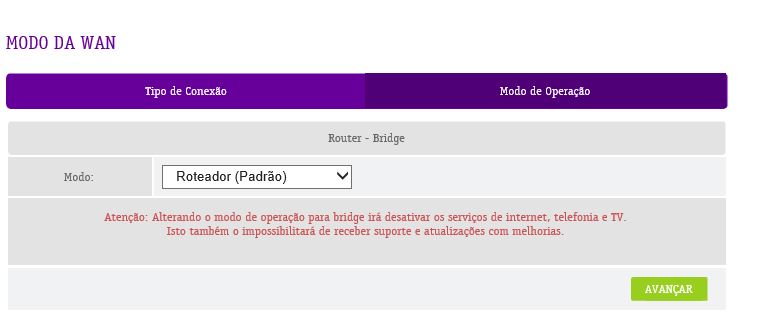 MODO DA WAN
Tipo de Conexão
Modo de Operação
Router - Bridge
Modo:
Roteador (Padrão)
Atenção: Alterando o modo de operação para bridge irá desativar os serviços de internet, telefonia e TV.
Isto também o impossibilitará de receber suporte e atualizações com melhorias.
AVANÇAR